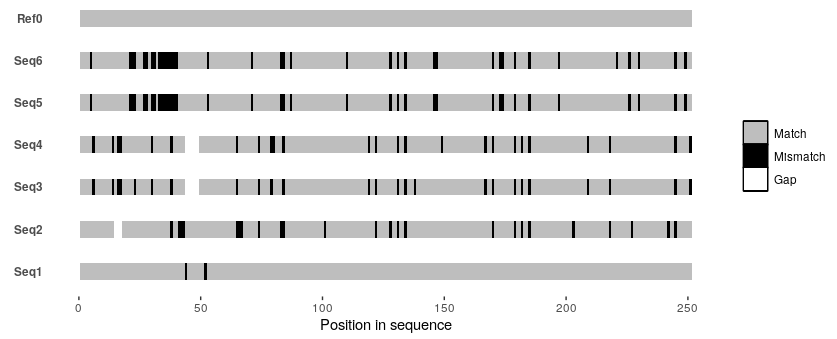 Ref0
Seq6
Seq5
Seq4
Seq3
Seq2
Seq1
0 50 100 150 200 250
Position in sequence
Match
Mismatch
Gap